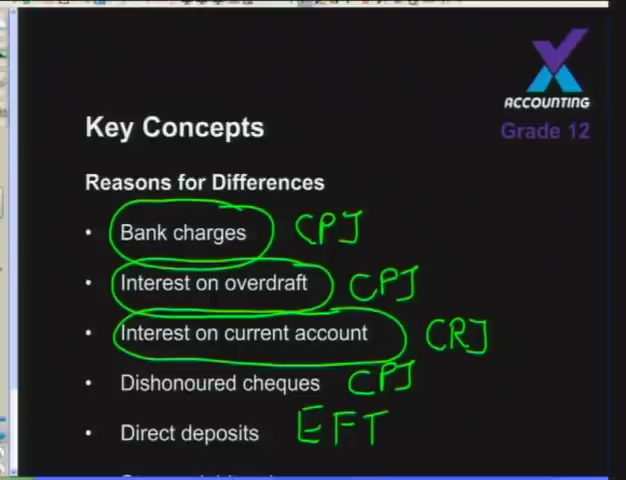 ACCOUNTING
Grade 12
Key Concepts
Reasons for Differences
• Bank charges CPJ
• Interest on overdraft CPJ
• Interest on current account CRJ
• Dishonoured cheques CPJ
• Direct deposits EFT